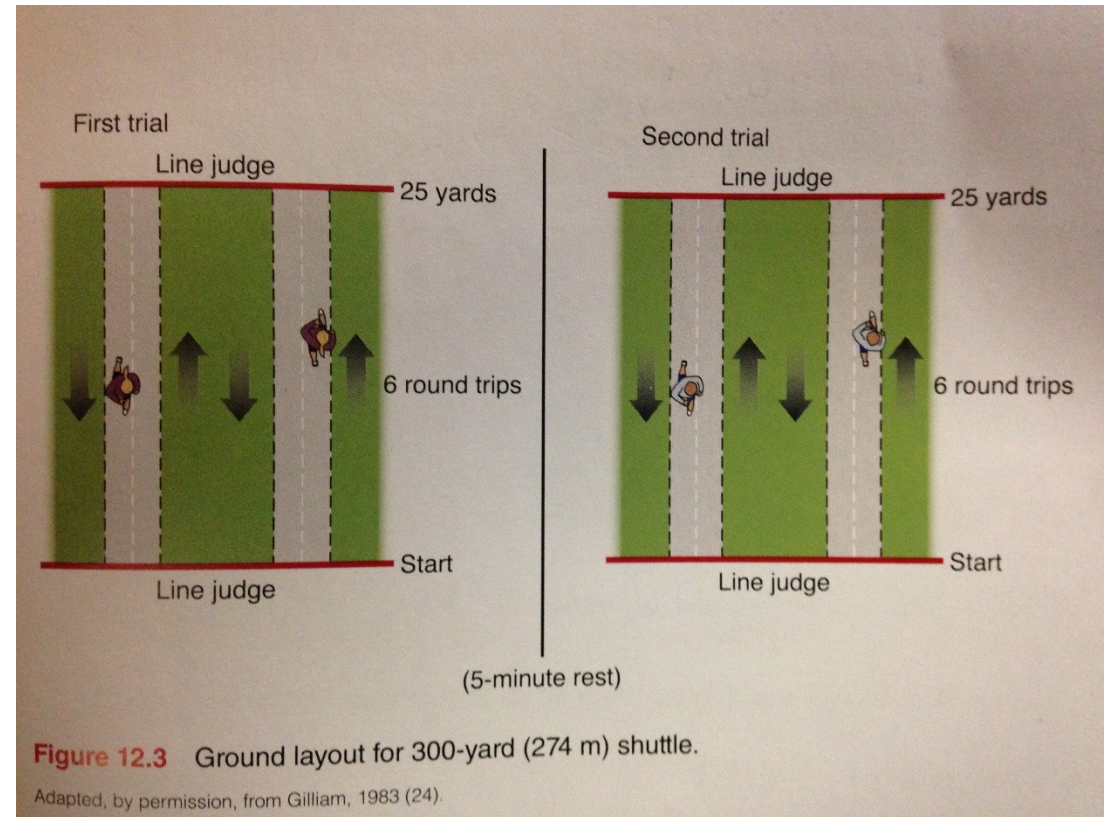 First trial
Line judge
25 yards
6 round trips
Start
Line judge
Second trial
Line judge
25 yards
6 round trips
Start
Line judge
(5-minute rest)
Figure 12.3 Ground layout for 300-yard (274 m) shuttle.
Adapted, by permission, from Gilliam, 1983 (24).